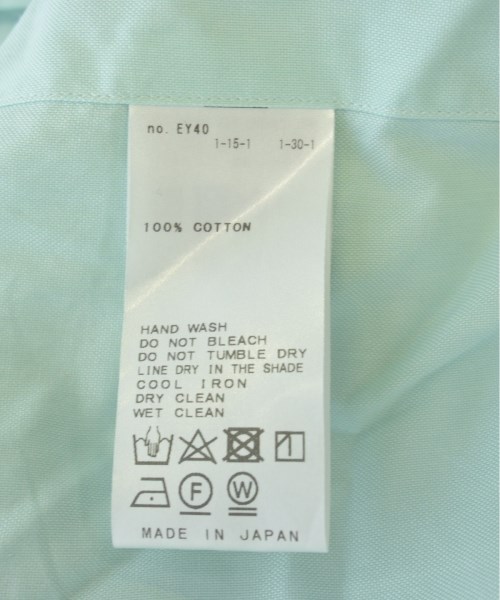 no. EY40
1-15-1 1-30-1
100% COTTON
HAND WASH
DO NOT BLEACH
DO NOT TUMBLE DRY
LINE DRY IN THE SHADE
COOL IRON
DRY CLEAN
WET CLEAN
F W
MADE IN JAPAN